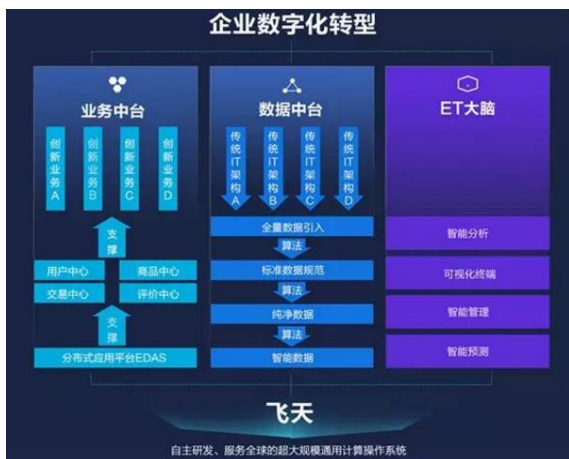 企业数字化转型
业务中台
创新业务A
创新业务B
创新业务C
创新业务D
支撑
用户中心
商品中心
交易中心
评价中心
支撑
分布式应用平台EDAS
数据中台
传统IT架构A
传统IT架构B
传统IT架构C
传统IT架构D
全量数据引入
算法
标准数据规范
算法
纯净数据
算法
智能数据
ET大脑
智能分析
可视化终端
智能管理
智能预测
飞天
自主研发、服务全球的超大规模通用计算操作系统